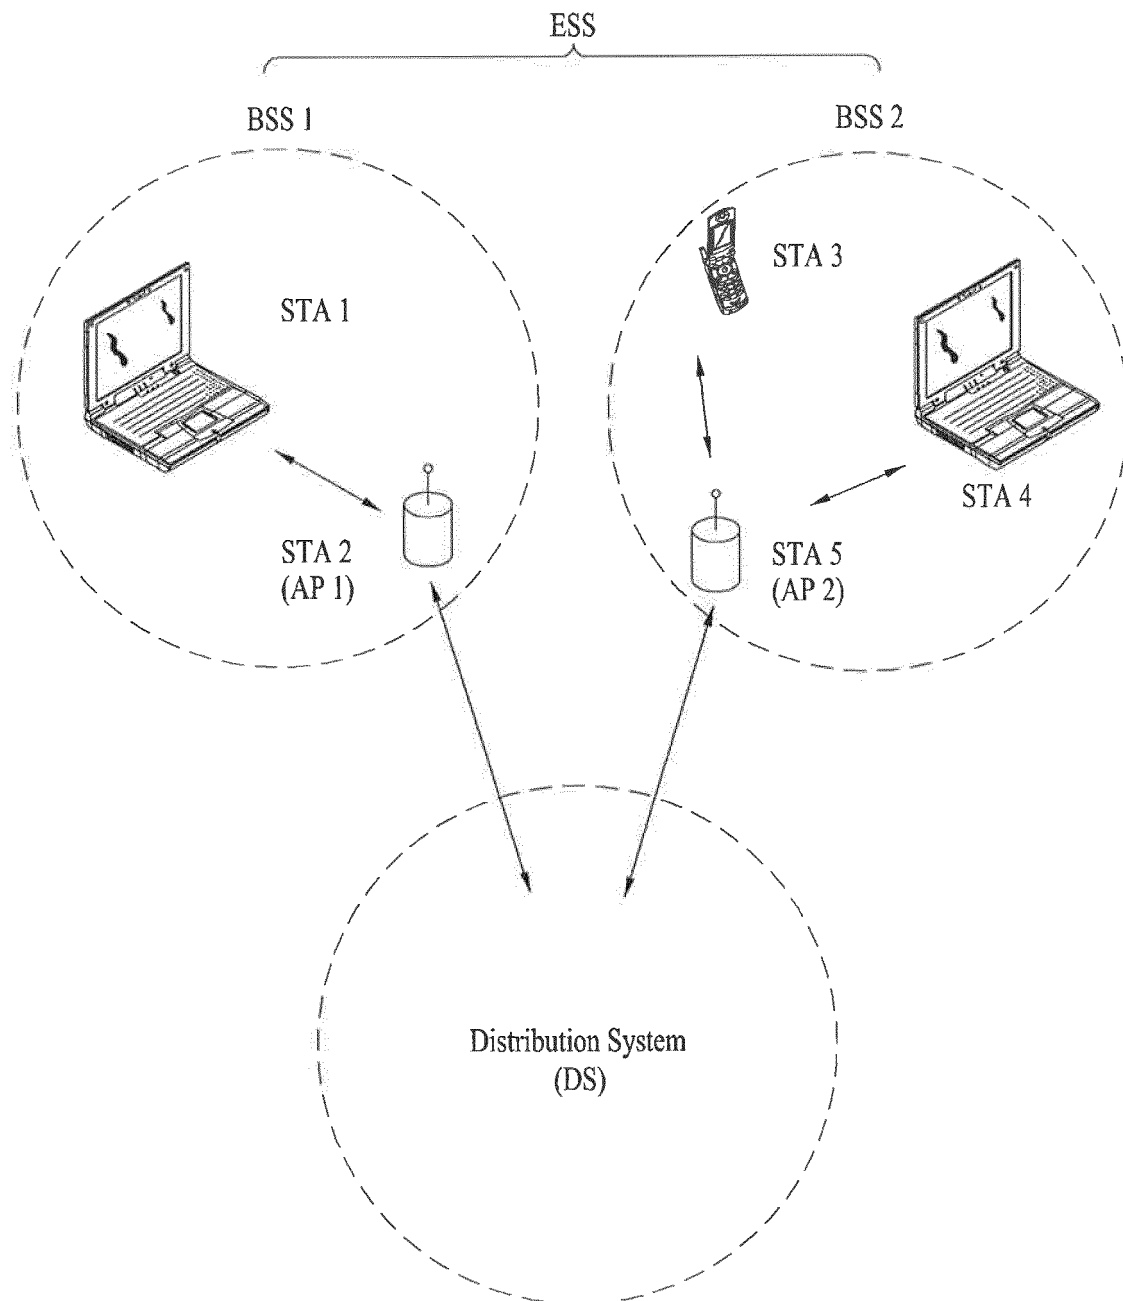 ESS
BSS 1
BSS 2
STA 3
STA 1
STA 4
STA 2
(AP 1)
STA 5
(AP 2)
Distribution System
(DS)